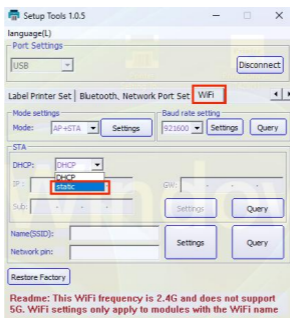 Setup Tools 1.0.5
language(L)
Port Settings
USB
Disconnect
Label Printer Set Bluetooth, Network Port Set WiFi
Mode settings Baud rate setting
Mode: AP+STA Settings 921600 Settings Query
STA
DHCP: DHCP
DHCP
static
IP : - - - GW: - - -
Sub: - - - Settings Query
Name(SSID):
Settings Query
Network pin:
Restore Factory
Readme: This WiFi frequency is 2.4G and does not support
5G. WiFi settings only apply to modules with the WiFi name